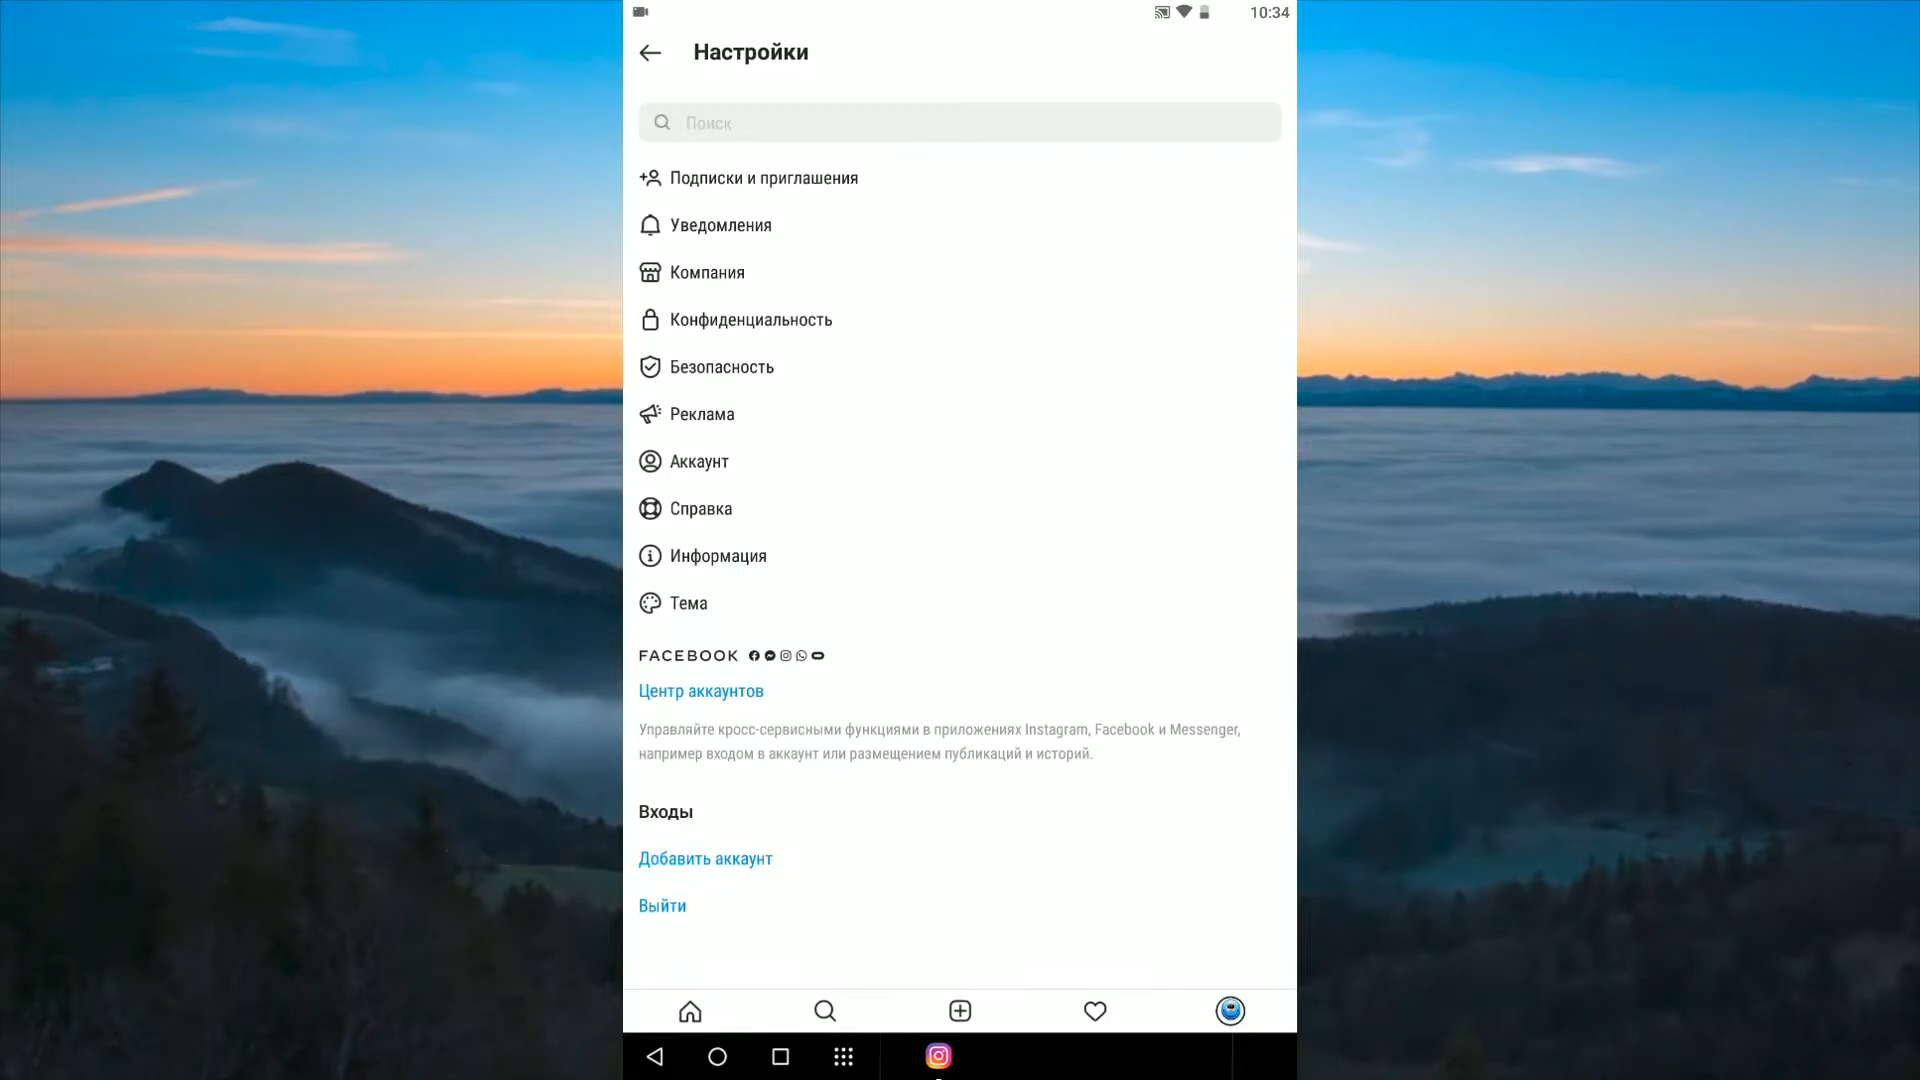 10:34
Настройки
Поиск
Подписки и приглашения
Уведомления
Компания
Конфиденциальность
Безопасность
Реклама
Аккаунт
Справка
Информация
Тема
FACEBOOK
Центр аккаунтов
Управляйте кросс-сервисными функциями в приложениях Instagram, Facebook и Messenger,
например входом в аккаунт или размещением публикаций и историй.
Входы
Добавить аккаунт
Выйти